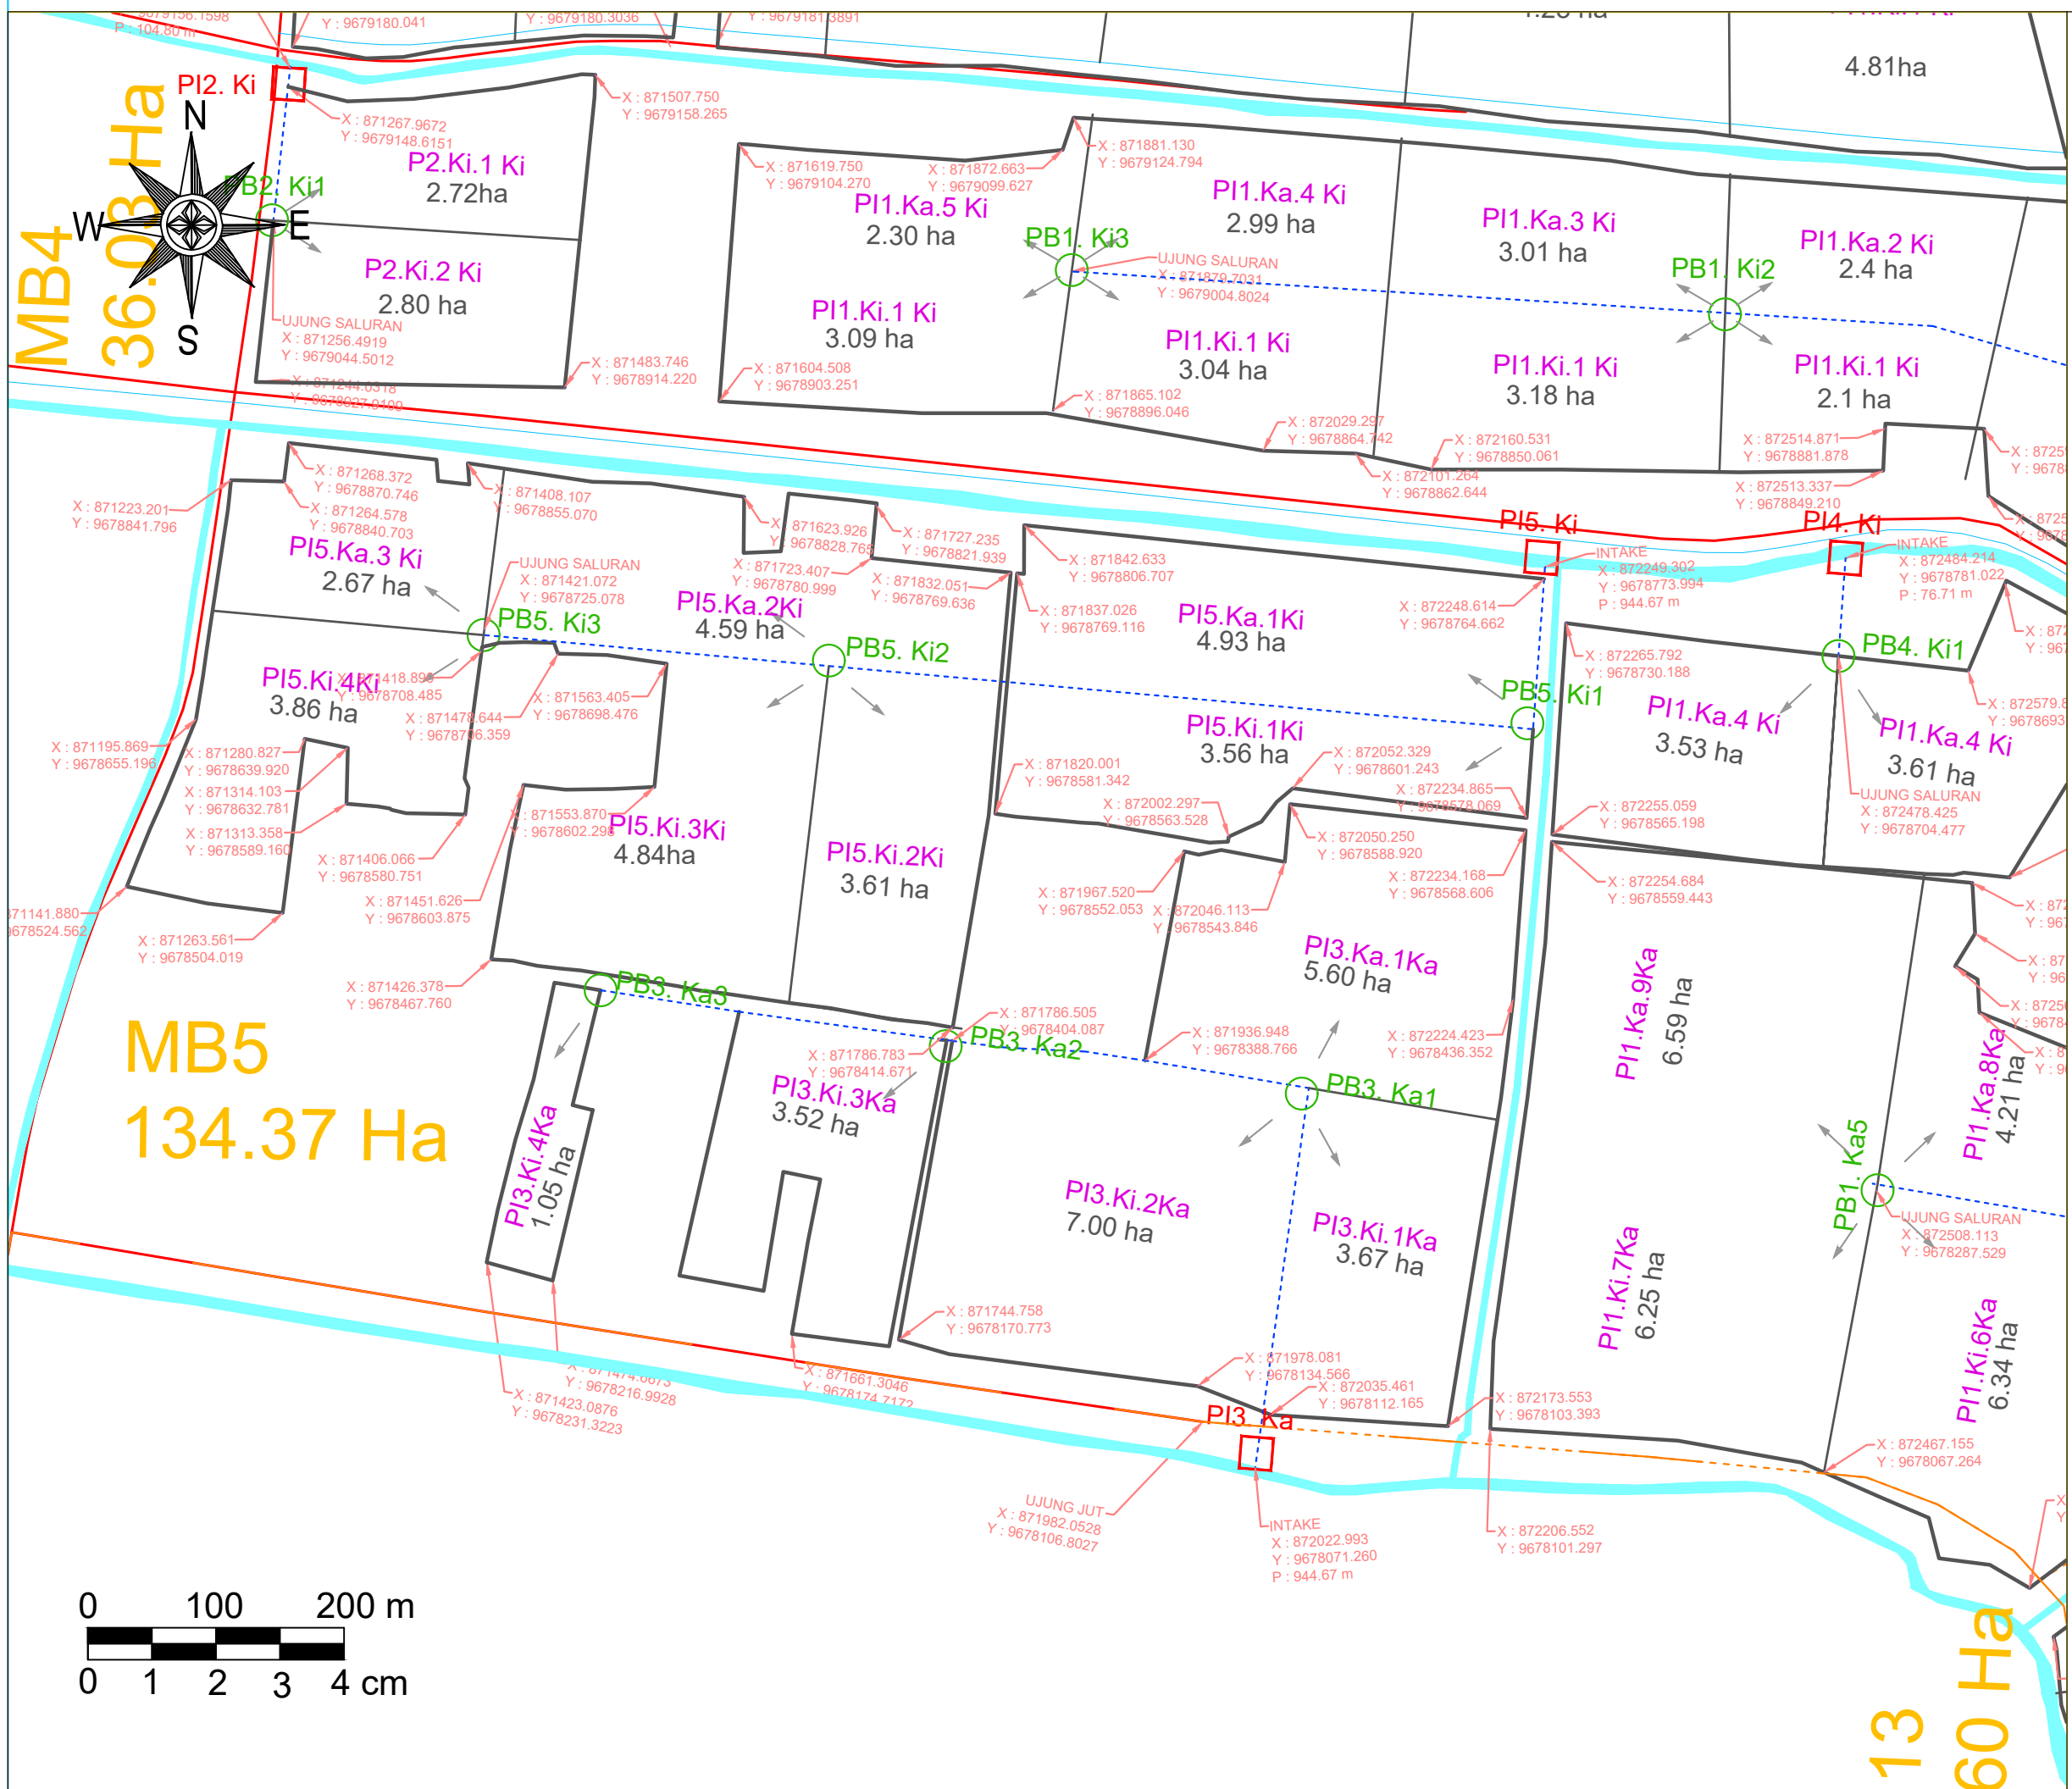 9679156.1598
P : 104.80 m
Y : 9679180.041
Y : 9679180.3036
Y : 9679181.3891
4.81ha
PI2. Ki
X : 871267.9672
Y : 9679148.6151
X : 871507.750
Y : 9679158.265
MB4
36.03 Ha
N
W
E
S
PB2. Ki1
P2.Ki.1 Ki
2.72ha
P2.Ki.2 Ki
2.80 ha
UJUNG SALURAN
X : 871256.4919
Y : 9679044.5012
X : 871483.746
Y : 9678914.220
X : 871619.750
Y : 9679104.270
X : 871872.663
Y : 9679099.627
X : 871881.130
Y : 9679124.794
PI1.Ka.5 Ki
2.30 ha
PI1.Ka.4 Ki
2.99 ha
PI1.Ka.3 Ki
3.01 ha
PI1.Ka.2 Ki
2.4 ha
PB1. Ki3
UJUNG SALURAN
X : 871879.7031
Y : 9679004.8024
PB1. Ki2
PI1.Ki.1 Ki
3.09 ha
PI1.Ki.1 Ki
3.04 ha
PI1.Ki.1 Ki
3.18 ha
PI1.Ki.1 Ki
2.1 ha
X : 871604.508
Y : 9678903.251
X : 871865.102
Y : 9678896.046
X : 872029.297
Y : 9678864.742
X : 872160.531
Y : 9678850.061
X : 872101.264
Y : 9678862.644
X : 872514.871
Y : 9678881.878
X : 872513.337
Y : 9678849.210
X : 871223.201
Y : 9678841.796
X : 871268.372
Y : 9678870.746
X : 871264.578
Y : 9678840.703
X : 871408.107
Y : 9678855.070
X : 871623.926
Y : 9678828.765
X : 871727.235
Y : 9678821.939
X : 871723.407
Y : 9678780.999
X : 871832.051
Y : 9678769.636
X : 871842.633
Y : 9678806.707
X : 871837.026
Y : 9678769.116
PI5. Ki
INTAKE
X : 872249.302
Y : 9678773.994
P : 944.67 m
PI4. Ki
INTAKE
X : 872484.214
Y : 9678781.022
P : 76.71 m
X : 872248.614
Y : 9678764.662
PI5.Ka.3 Ki
2.67 ha
UJUNG SALURAN
X : 871421.072
Y : 9678725.078
PB5. Ki3
PI5.Ka.2Ki
4.59 ha
PB5. Ki2
PI5.Ka.1Ki
4.93 ha
X : 872265.792
Y : 9678730.188
PB4. Ki1
PI5.Ki.4Ki
3.86 ha
Y : 9678708.485
X : 871478.644
Y : 9678706.359
X : 871563.405
Y : 9678698.476
PB5. Ki1
PI5.Ki.1Ki
3.56 ha
PI1.Ka.4 Ki
3.53 ha
PI1.Ka.4 Ki
3.61 ha
UJUNG SALURAN
X : 872478.425
Y : 9678704.477
X : 871195.869
Y : 9678655.196
X : 871280.827
Y : 9678639.920
X : 871314.103
Y : 9678632.781
X : 871313.358
Y : 9678589.160
X : 871406.066
Y : 9678580.751
X : 871451.626
Y : 9678603.875
X : 871553.870
Y : 9678602.298
PI5.Ki.3Ki
4.84ha
PI5.Ki.2Ki
3.61 ha
X : 871820.001
Y : 9678581.342
X : 872052.329
Y : 9678601.243
X : 872002.297
Y : 9678563.528
X : 872234.865
Y : 9678578.069
X : 872255.059
Y : 9678565.198
X : 872050.250
Y : 9678588.920
X : 872234.168
Y : 9678568.606
X : 872254.684
Y : 9678559.443
X : 871967.520
Y : 9678552.053
X : 872046.113
Y : 9678543.846
871141.880
9678524.562
X : 871263.561
Y : 9678504.019
X : 871426.378
Y : 9678467.760
PI3.Ka.1Ka
5.60 ha
PI1.Ka.9Ka
6.59 ha
PI1.Ka.8Ka
4.21 ha
PB3. Ka3
X : 871786.505
Y : 9678404.087
X : 871786.783
Y : 9678414.671
PB3. Ka2
X : 871936.948
Y : 9678388.766
X : 872224.423
Y : 9678436.352
PB3. Ka1
MB5
134.37 Ha
PI3.Ki.4Ka
1.05 ha
PI3.Ki.3Ka
3.52 ha
PI3.Ki.2Ka
7.00 ha
PI3.Ki.1Ka
3.67 ha
PB1. Ka5
UJUNG SALURAN
X : 872508.113
Y : 9678287.529
PI1.Ki.7Ka
6.25 ha
PI1.Ki.6Ka
6.34 ha
X : 871744.758
Y : 9678170.773
X : 871978.081
Y : 9678134.566
X : 872035.461
Y : 9678112.165
X : 872173.553
Y : 9678103.393
Y : 9678216.9928
X : 871423.0876
Y : 9678231.3223
X : 871661.3046
Y : 9678174.7172
PI3. Ka
X : 872467.155
Y : 9678067.264
UJUNG JUT
X : 871982.0528
Y : 9678106.8027
INTAKE
X : 872022.993
Y : 9678071.260
P : 944.67 m
X : 872206.552
Y : 9678101.297
0 100 200 m
0 1 2 3 4 cm
13
60 Ha